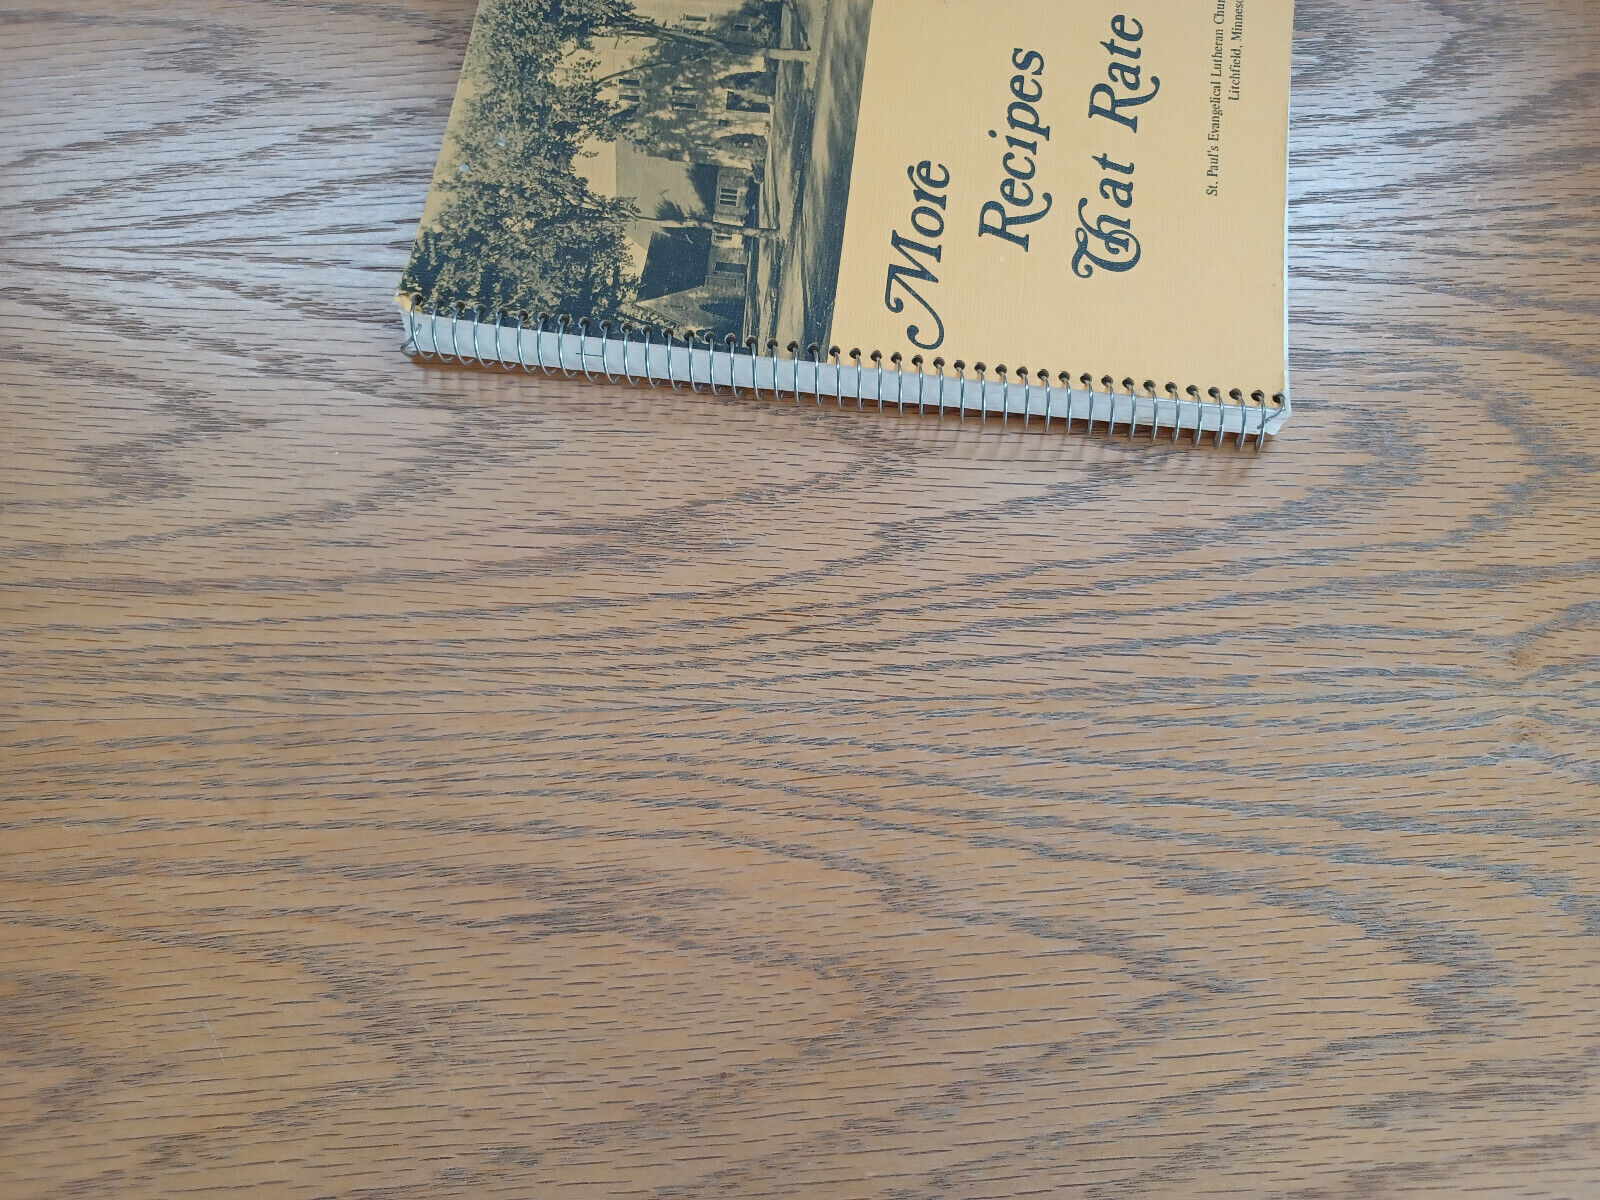 More
Recipes
That Rate
St. Paul's Evangelical Lutheran
Litchfield,